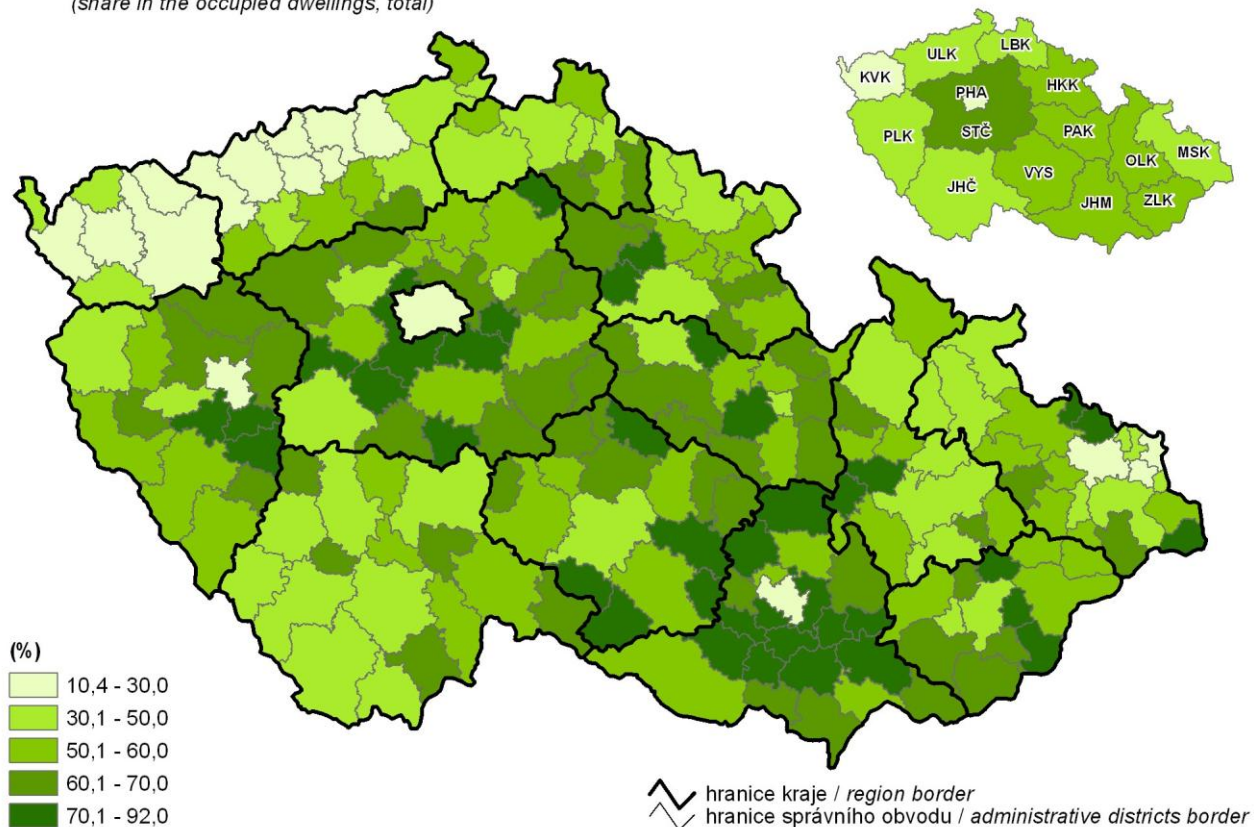 (share in the occupied dwellings, total)
ULK
LBK
KVK
HKK
PHA
PLK
STČ
PAK
MSK
OLK
VYS
JHČ
JHM
ZLK
(%)
10,4 - 30,0
30,1 - 50,0
50,1 - 60,0
60,1 - 70,0
70,1 - 92,0
hranice kraje / region border
hranice správního obvodu / administrative districts border